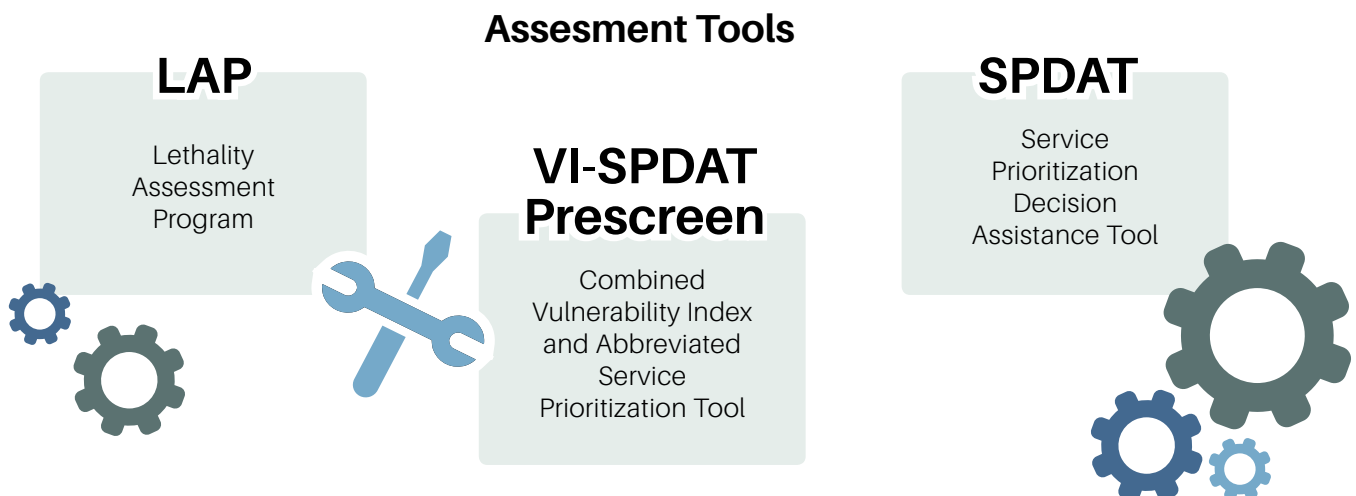 Assesment Tools
LAP
Lethality
Assessment
Program
VI-SPDAT
Prescreen
Combined
Vulnerability Index
and Abbreviated
Service
Prioritization Tool
SPDAT
Service
Prioritization
Decision
Assistance Tool